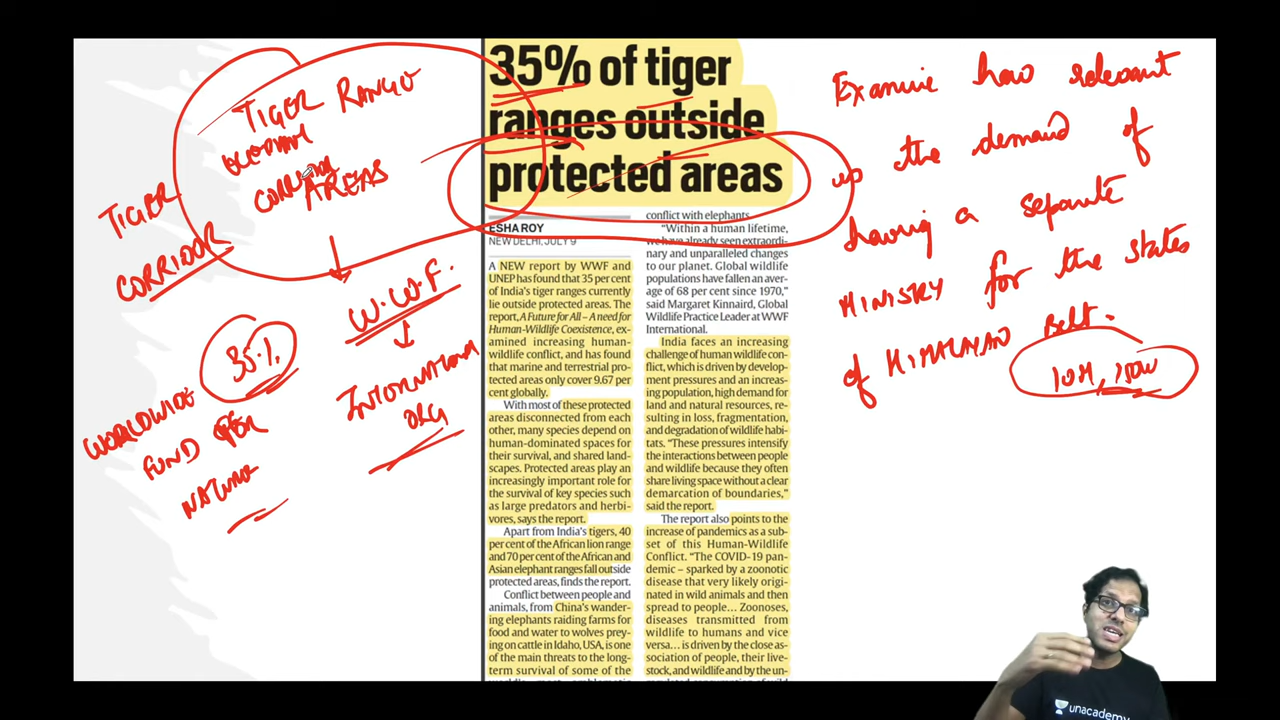 TIGER RANGE
ELEPHANT
CORRIDOR
AREAS
TIGER
CORRIDOR
W.W.F.
35%
INTERNATIONAL
ORG
WORLDWIDE
FUND FOR
NATURE
35% of tiger
ranges outside
protected areas
ESHA ROY
NEW DELHI, JULY 9
A NEW report by WWF and
UNEP has found that 35 per cent
of India's tiger ranges currently
lie outside protected areas. The
report, A Future for All – A need for
Human-Wildlife Coexistence, ex-
amined increasing human-
wildlife conflict, and has found
that marine and terrestrial pro-
tected areas only cover 9.67 per
cent globally.
With most of these protected
areas disconnected from each
other, many species depend on
human-dominated spaces for
their survival, and shared land-
scapes. Protected areas play an
increasingly important role for
the survival of key species such
as large predators and herbi-
vores, says the report.
Apart from India's tigers, 40
per cent of the African lion range
and 70 per cent of the African and
Asian elephant ranges fall outside
protected areas, finds the report.
Conflict between people and
animals, from China's wander-
ing elephants raiding farms for
food and water to wolves prey-
ing on cattle in Idaho, USA, is one
of the main threats to the long-
term survival of some of the
conflict with elephants.
"Within a human lifetime,
we have already seen extraordi-
nary and unparalleled changes
to our planet. Global wildlife
populations have fallen an aver-
age of 68 per cent since 1970,"
said Margaret Kinnaird, Global
Wildlife Practice Leader at WWF
International.
India faces an increasing
challenge of human wildlife con-
flict, which is driven by develop-
ment pressures and an increas-
ing population, high demand for
land and natural resources, re-
sulting in loss, fragmentation,
and degradation of wildlife habi-
tats. "These pressures intensify
the interactions between people
and wildlife because they often
share living space without a clear
demarcation of boundaries,"
said the report.
The report also points to the
increase of pandemics as a sub-
set of this Human-Wildlife
Conflict. "The COVID-19 pan-
demic – sparked by a zoonotic
disease that very likely origi-
nated in wild animals and then
spread to people... Zoonoses,
diseases transmitted from
wildlife to humans and vice
versa... is driven by the close as-
sociation of people, their live-
stock, and wildlife and by the un-
Examine how relevant
is the demand of
having a separate
MINISRY for the states
of HIMALAYAN Belt.
10M, 150W
unacademy